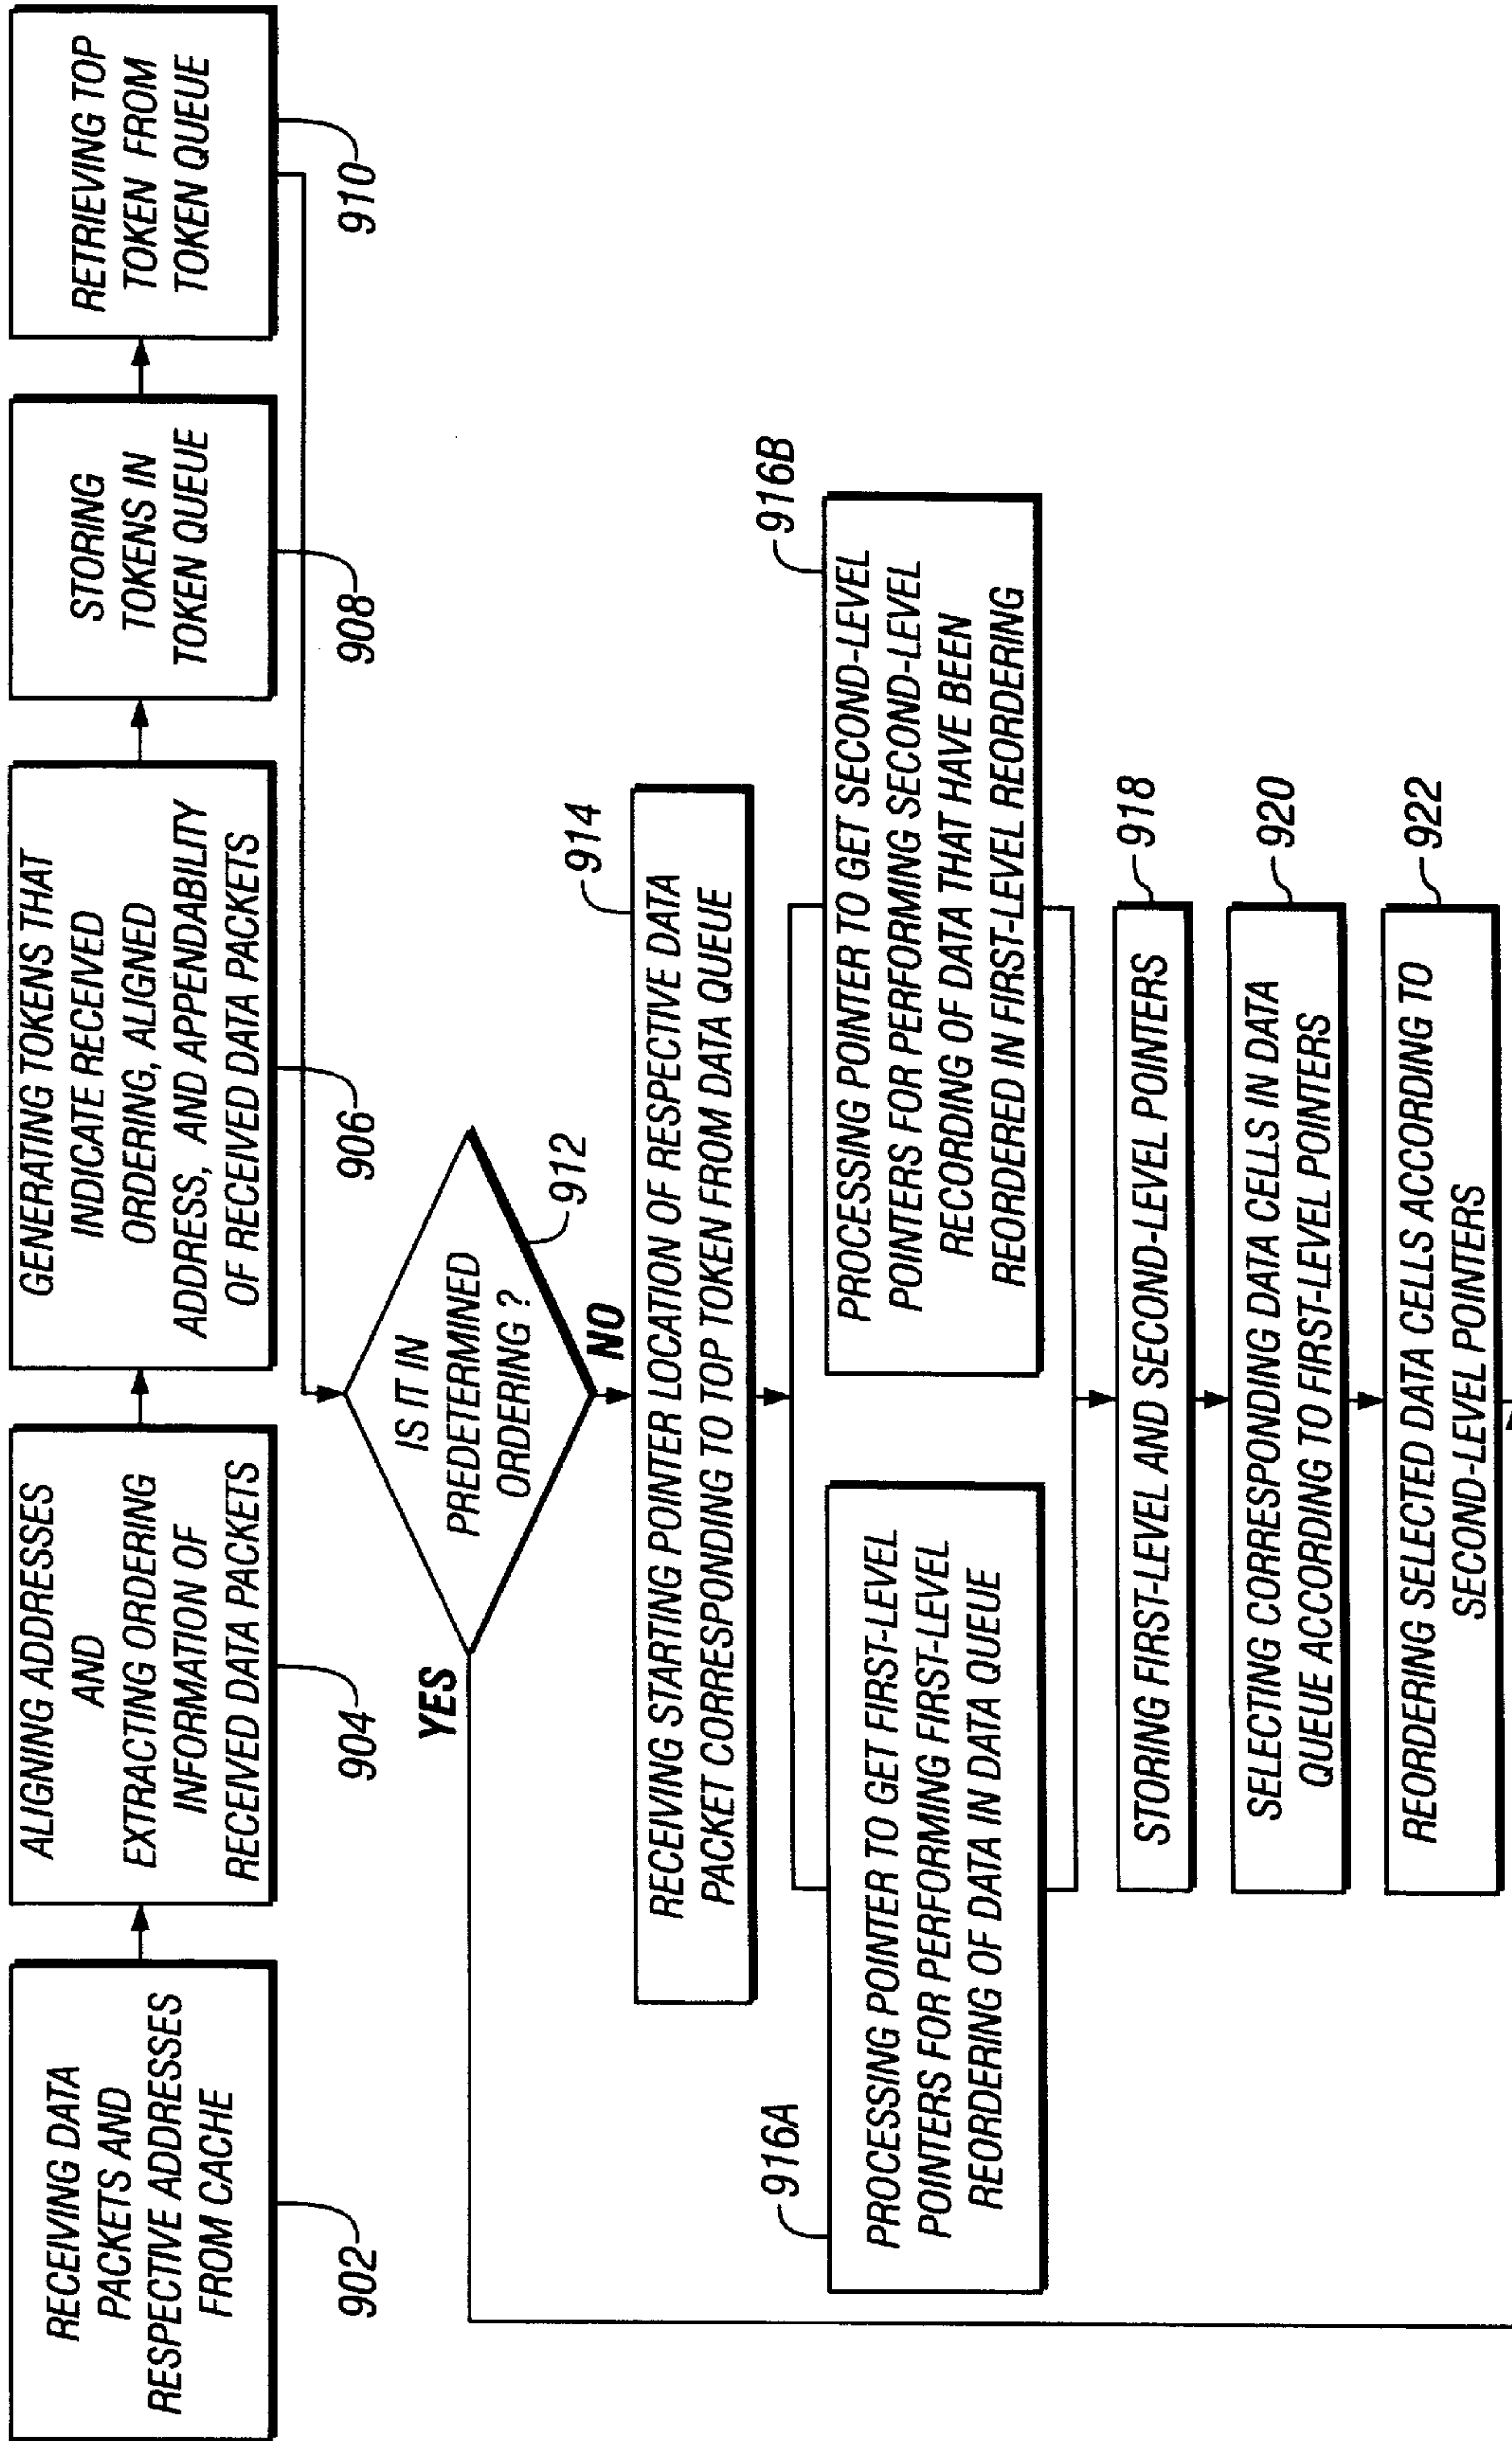 RECEIVING DATA
PACKETS AND
RESPECTIVE ADDRESSES
FROM CACHE
902
ALIGNING ADDRESSES
AND
EXTRACTING ORDERING
INFORMATION OF
RECEIVED DATA PACKETS
904
GENERATING TOKENS THAT
INDICATE RECEIVED
ORDERING, ALIGNED
ADDRESS, AND APPENDABILITY
OF RECEIVED DATA PACKETS
906
STORING
TOKENS IN
TOKEN QUEUE
908
RETRIEVING TOP
TOKEN FROM
TOKEN QUEUE
910
IS IT IN
PREDETERMINED
ORDERING ?
912
YES
NO
914
RECEIVING STARTING POINTER LOCATION OF RESPECTIVE DATA
PACKET CORRESPONDING TO TOP TOKEN FROM DATA QUEUE
916A
PROCESSING POINTER TO GET FIRST-LEVEL
POINTERS FOR PERFORMING FIRST-LEVEL
REORDERING OF DATA IN DATA QUEUE
916B
PROCESSING POINTER TO GET SECOND-LEVEL
POINTERS FOR PERFORMING SECOND-LEVEL
RECORDING OF DATA THAT HAVE BEEN
REORDERED IN FIRST-LEVEL REORDERING
STORING FIRST-LEVEL AND SECOND-LEVEL POINTERS
918
SELECTING CORRESPONDING DATA CELLS IN DATA
QUEUE ACCORDING TO FIRST-LEVEL POINTERS
920
REORDERING SELECTED DATA CELLS ACCORDING TO
SECOND-LEVEL POINTERS
922